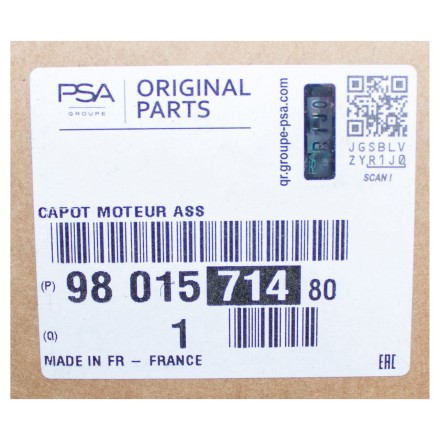 PSA
GROUPE
ORIGINAL
PARTS
qr.groupe-psa.com
R1J0
JGSBLV
ZYR1J0
SCAN !
CAPOT MOTEUR ASS
(P) 98 015 714 80
(Q) 1
MADE IN FR – FRANCE
EAC